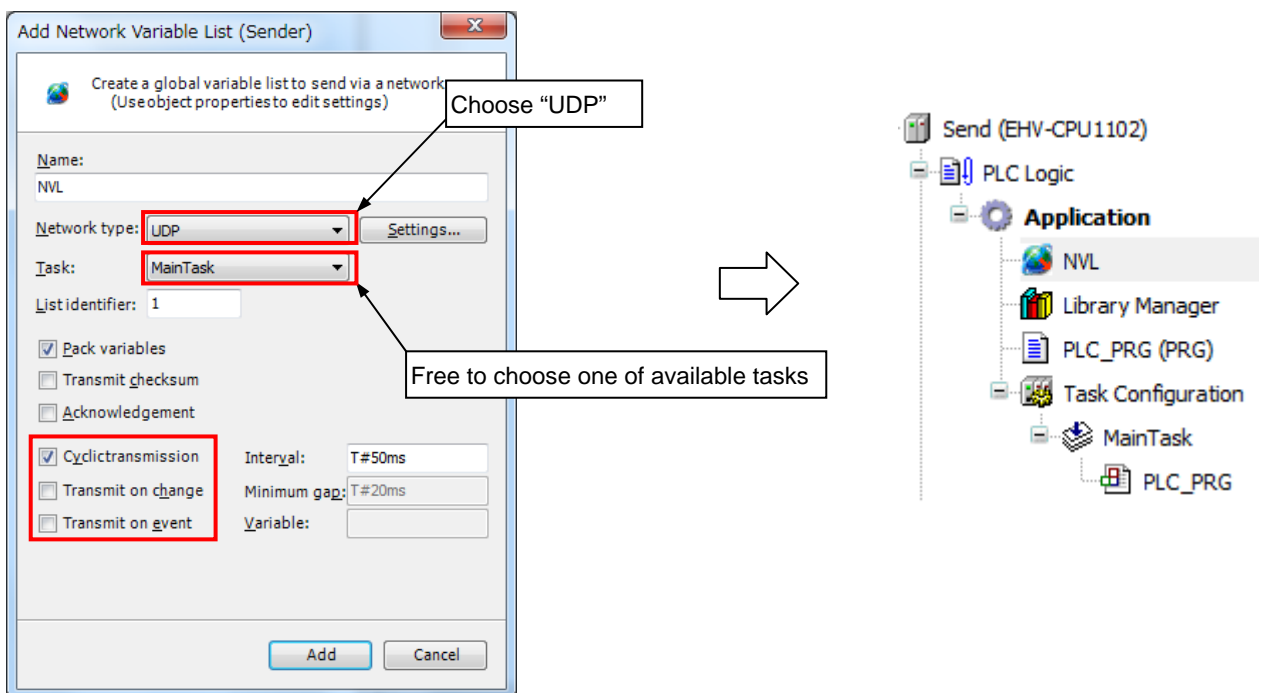 Add Network Variable List (Sender)
Create a global variable list to send via a network
(Use object properties to edit settings)
Choose “UDP”
Name:
NVL
Network type: UDP Settings...
Task: MainTask
List identifier: 1
Pack variables
Transmit checksum
Acknowledgement
Free to choose one of available tasks
Cyclictransmission Interval: T#50ms
Transmit on change Minimum gap: T#20ms
Transmit on event Variable:
Add Cancel
Send (EHV-CPU1102)
PLC Logic
Application
NVL
Library Manager
PLC_PRG (PRG)
Task Configuration
MainTask
PLC_PRG